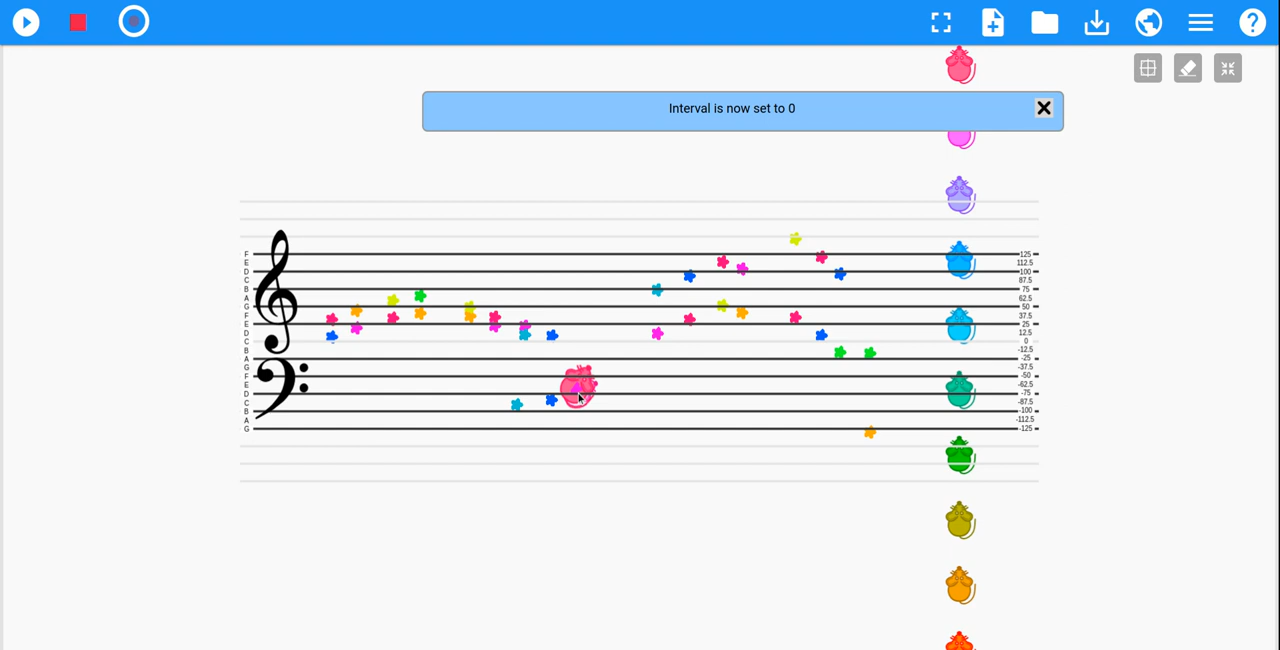 ?
Interval is now set to 0
F
E
D
C
B
A
G
F
E
D
C
B
A
G
F
E
D
C
B
A
G
125
112.5
100
87.5
75
62.5
50
37.5
25
12.5
0
-12.5
-25
-37.5
-50
-62.5
-75
-87.5
-100
-112.5
-125